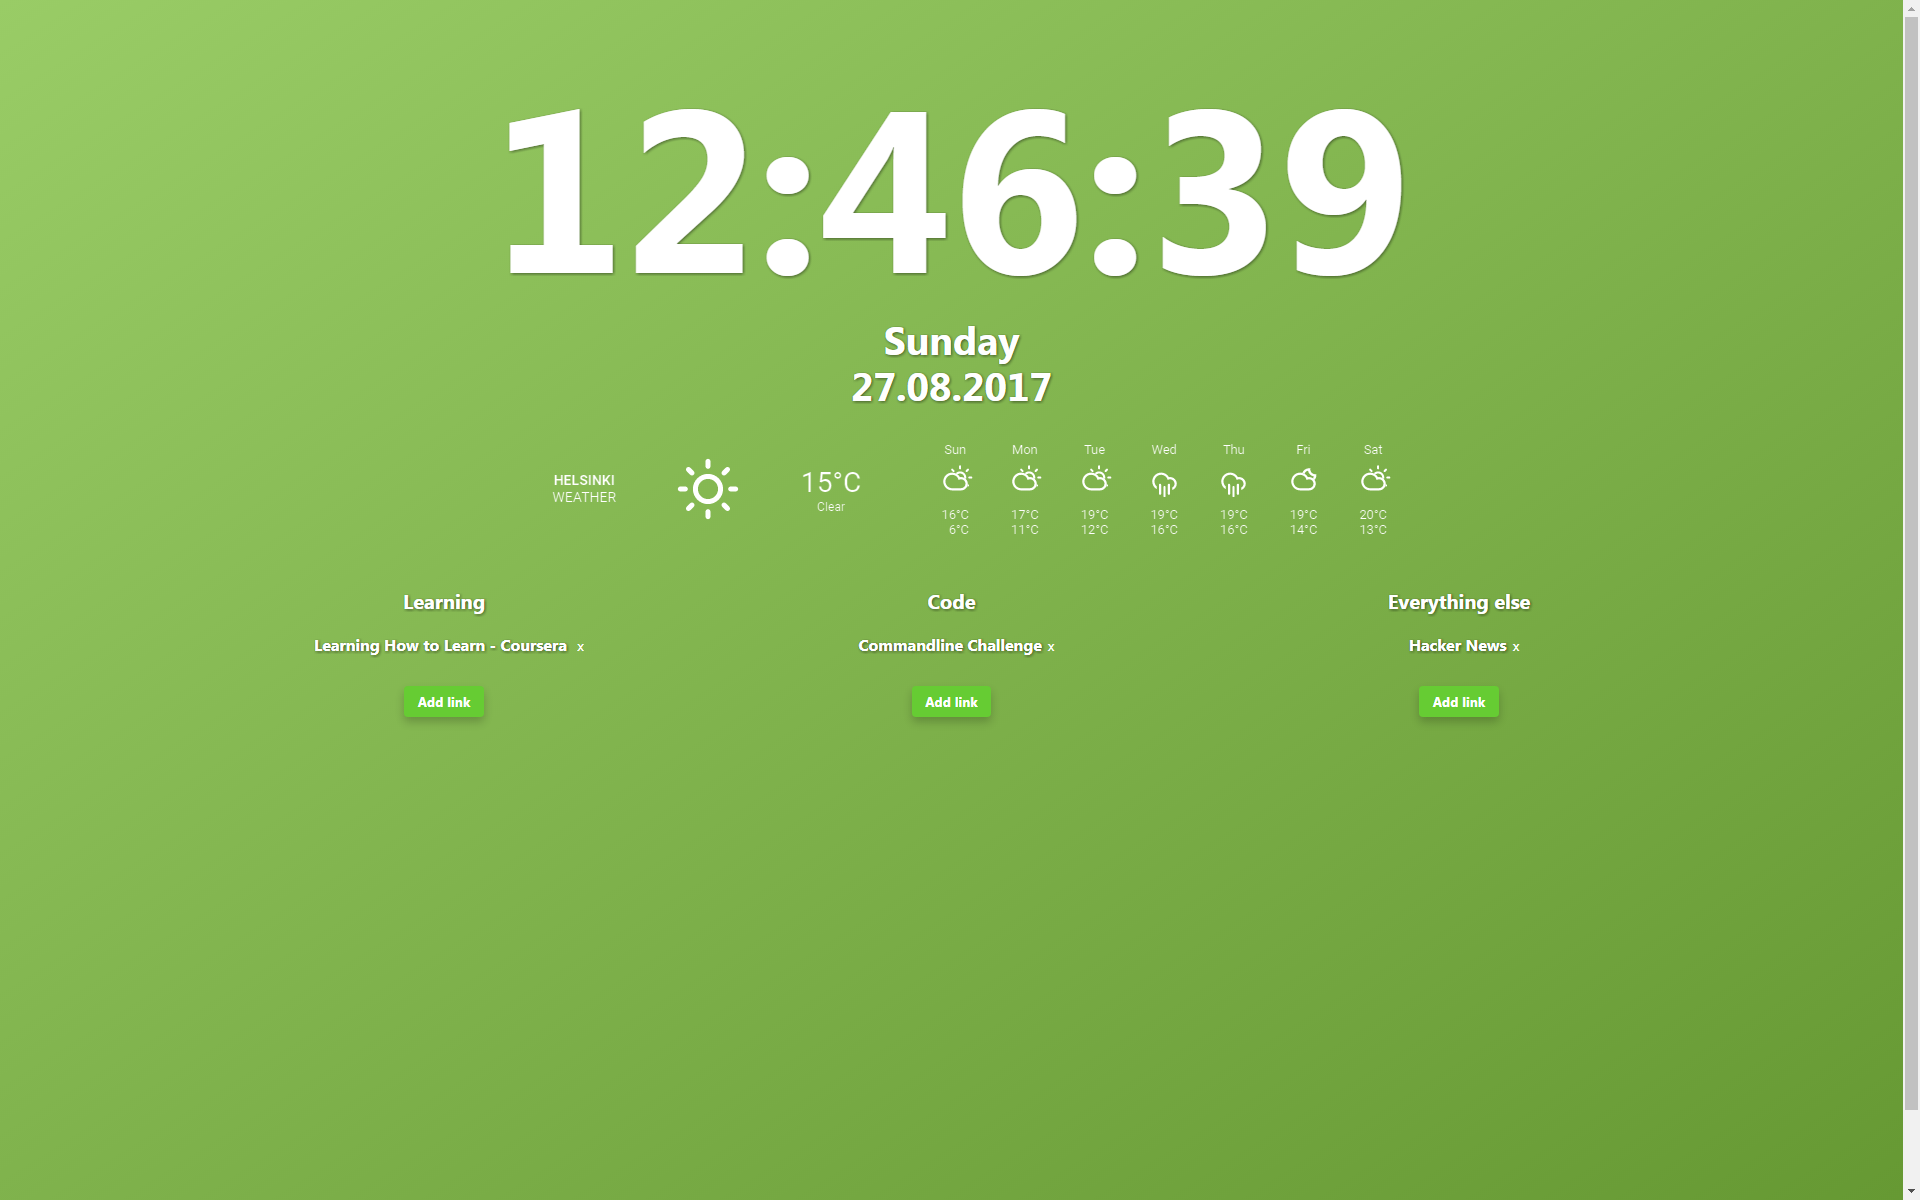 12:46:39
Sunday
27.08.2017
HELSINKI
WEATHER
15°C
Clear
Sun Mon Tue Wed Thu Fri Sat
16°C 17°C 19°C 19°C 19°C 19°C 20°C
6°C 11°C 12°C 16°C 16°C 14°C 13°C
Learning Code Everything else
Learning How to Learn - Coursera x Commandline Challenge x Hacker News x
Add link Add link Add link